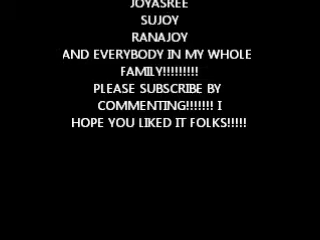 JOYASREE
SUJOY
RANAJOY
AND EVERYBODY IN MY WHOLE
FAMILY!!!!!!!!!
PLEASE SUBSCRIBE BY
COMMENTING!!!!!!! I
HOPE YOU LIKED IT FOLKS!!!!!